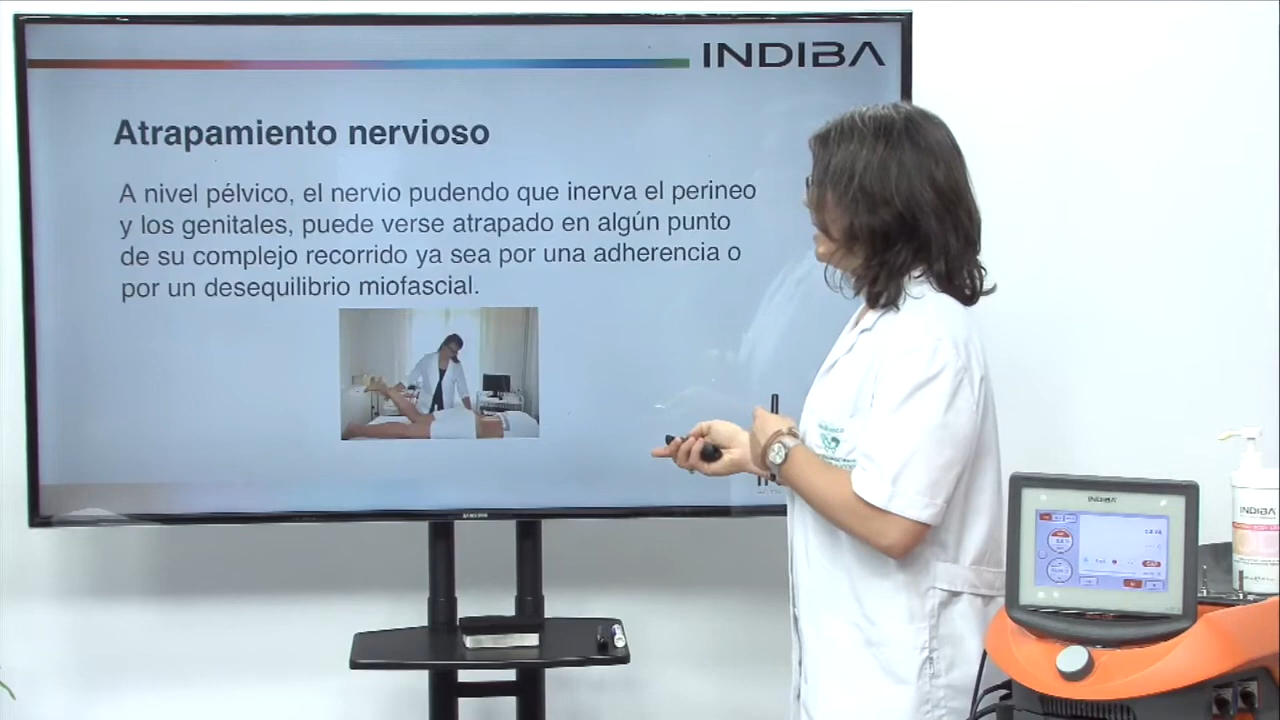 INDIBA
Atrapamiento nervioso
A nivel pélvico, el nervio pudendo que inerva el perineo
y los genitales, puede verse atrapado en algún punto
de su complejo recorrido ya sea por una adherencia o
por un desequilibrio miofascial.
SAMSUNG
INDIBA
INDIBA